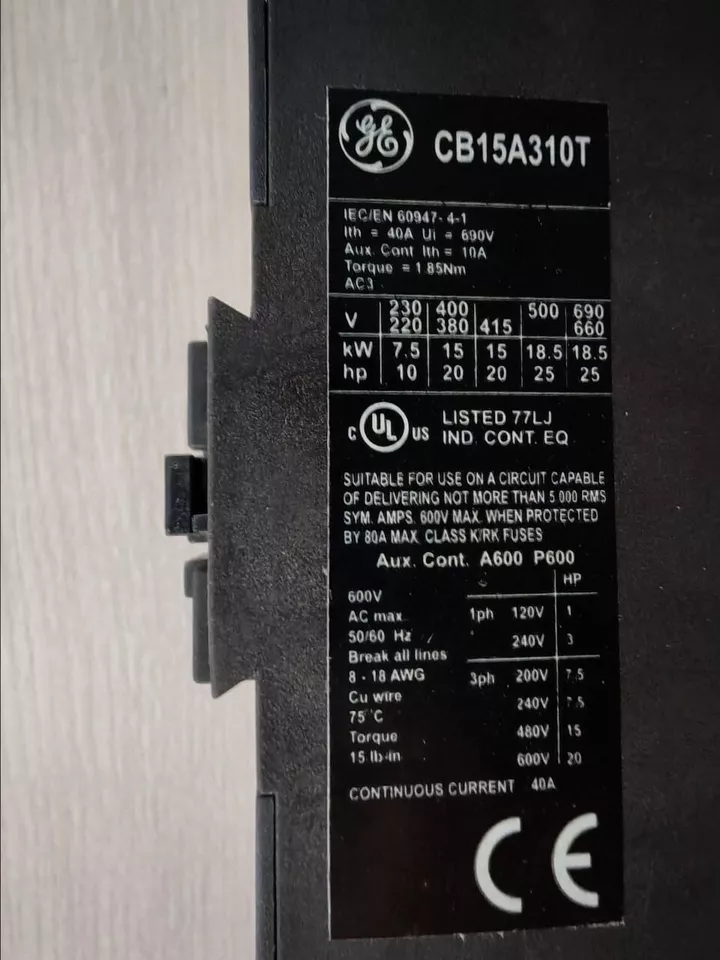 GE
CB15A310T
IEC/EN 60947-4-1
Ith = 40A Ui = 690V
Aux. Cont Ith = 10A
Torque = 1.85Nm
AC3
V 230 220 400 380 415 500 690 660
kW 7.5 15 15 18.5 18.5
hp 10 20 20 25 25
C UL US LISTED 77LJ
IND. CONT. EQ
SUITABLE FOR USE ON A CIRCUIT CAPABLE
OF DELIVERING NOT MORE THAN 5.000 RMS
SYM. AMPS. 600V MAX. WHEN PROTECTED
BY 80A MAX. CLASS K/RK FUSES
Aux. Cont. A600 P600
HP
600V
AC max 1ph 120V 1
50/60 Hz 240V 3
Break all lines
8 - 18 AWG 3ph 200V 7.5
Cu wire 240V 7.5
75°C
Torque 480V 15
15 lb-in 600V 20
CONTINUOUS CURRENT 40A
CE